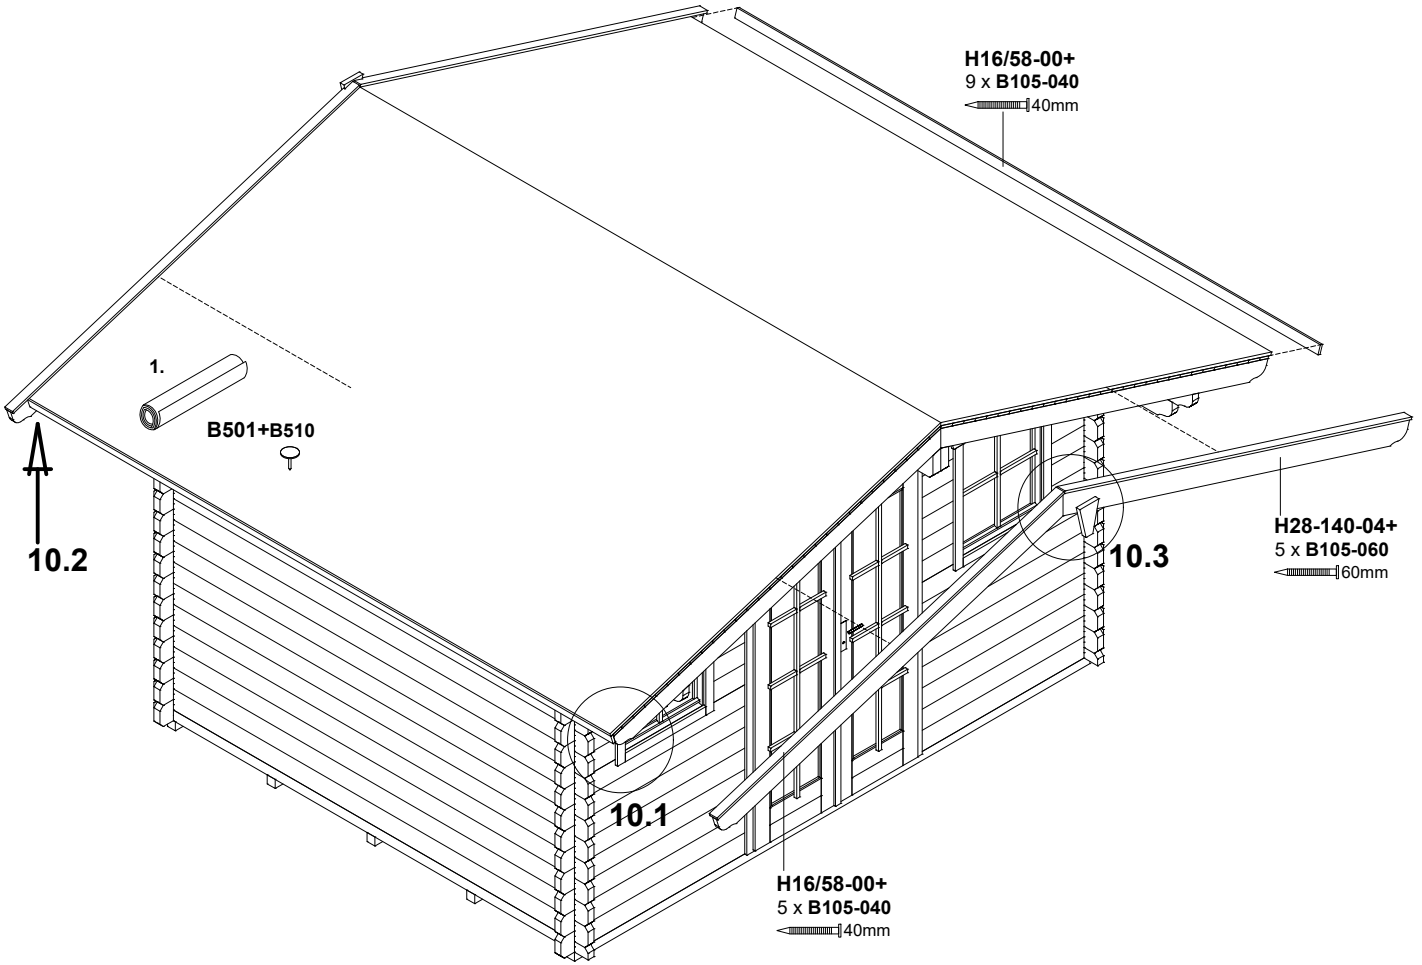 H16/58-00+
9 x B105-040
40mm
1.
B501+B510
10.2
H28-140-04+
5 x B105-060
60mm
10.3
10.1
H16/58-00+
5 x B105-040
40mm